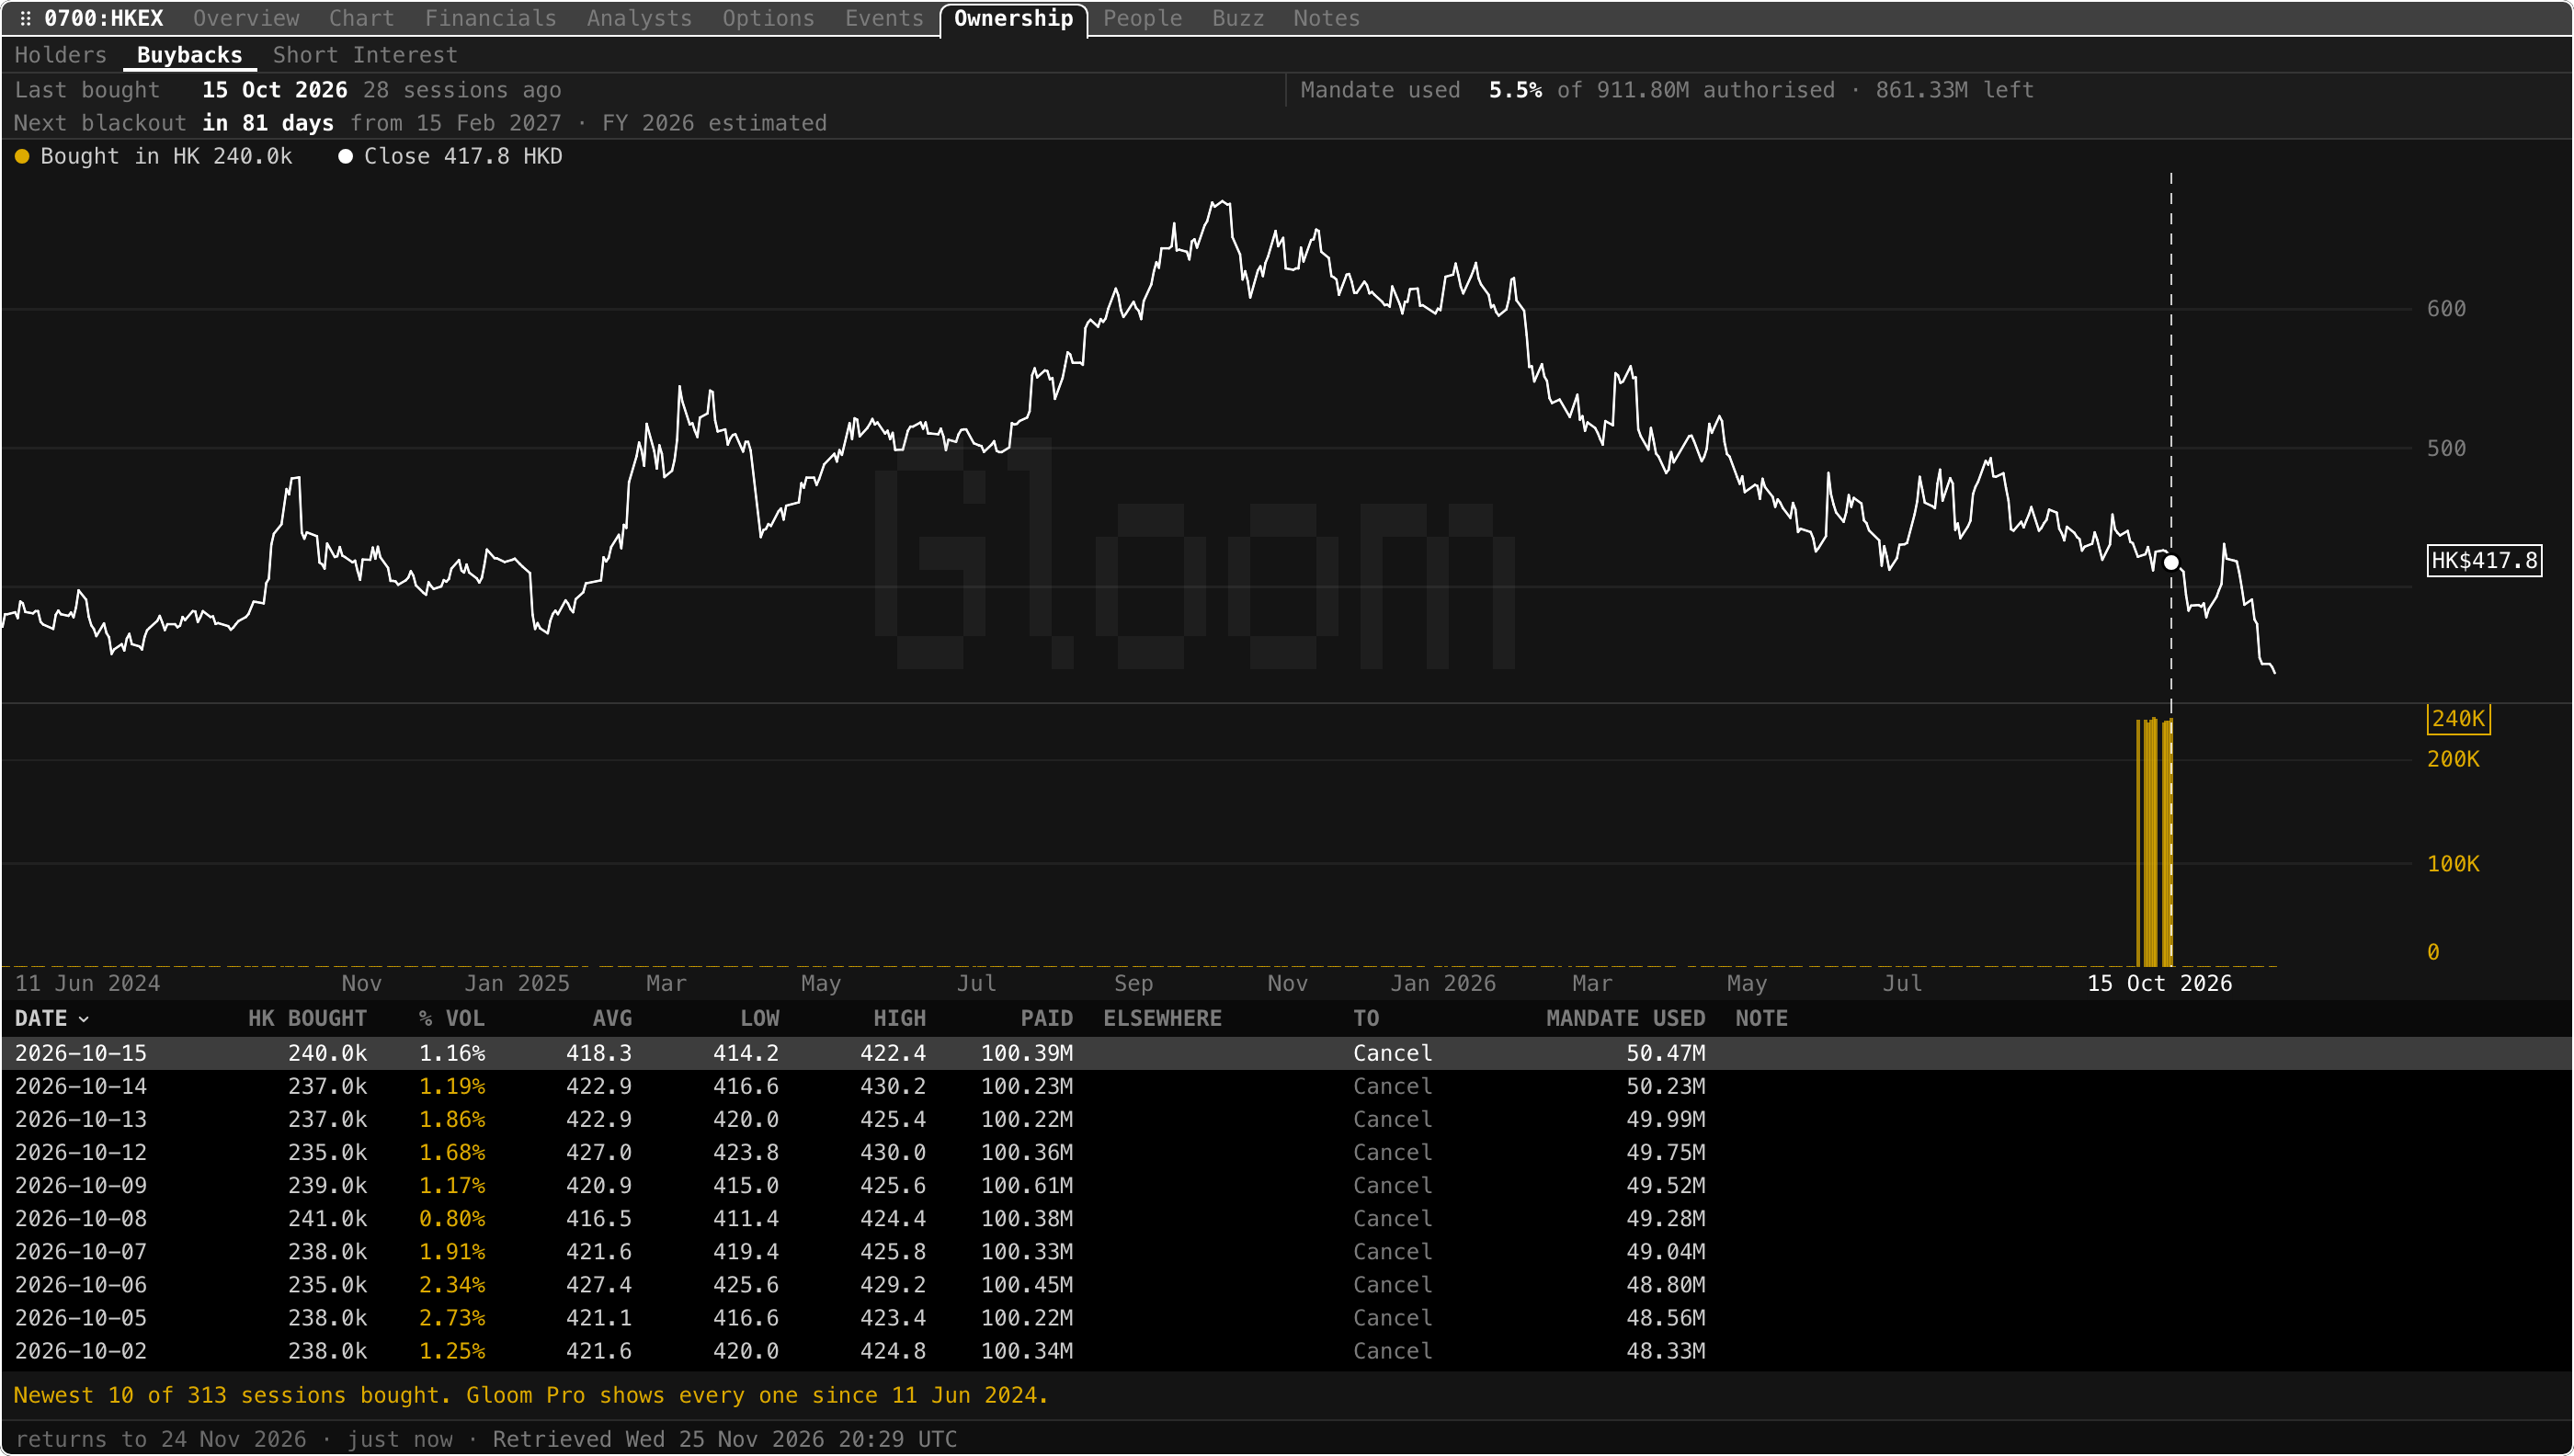 ⠿ 0700:HKEX Overview Chart Financials Analysts Options Events Ownership People Buzz Notes
Holders Buybacks Short Interest
Last bought 15 Oct 2026 28 sessions ago
Mandate used 5.5% of 911.80M authorised · 861.33M left
Next blackout in 81 days from 15 Feb 2027 · FY 2026 estimated
Bought in HK 240.0k Close 417.8 HKD
600
500
HK$417.8
Gloom
240K
200K
100K
0
11 Jun 2024 Nov Jan 2025 Mar May Jul Sep Nov Jan 2026 Mar May Jul 15 Oct 2026
DATE HK BOUGHT % VOL AVG LOW HIGH PAID ELSEWHERE TO MANDATE USED NOTE
2026-10-15 240.0k 1.16% 418.3 414.2 422.4 100.39M Cancel 50.47M
2026-10-14 237.0k 1.19% 422.9 416.6 430.2 100.23M Cancel 50.23M
2026-10-13 237.0k 1.86% 422.9 420.0 425.4 100.22M Cancel 49.99M
2026-10-12 235.0k 1.68% 427.0 423.8 430.0 100.36M Cancel 49.75M
2026-10-09 239.0k 1.17% 420.9 415.0 425.6 100.61M Cancel 49.52M
2026-10-08 241.0k 0.80% 416.5 411.4 424.4 100.38M Cancel 49.28M
2026-10-07 238.0k 1.91% 421.6 419.4 425.8 100.33M Cancel 49.04M
2026-10-06 235.0k 2.34% 427.4 425.6 429.2 100.45M Cancel 48.80M
2026-10-05 238.0k 2.73% 421.1 416.6 423.4 100.22M Cancel 48.56M
2026-10-02 238.0k 1.25% 421.6 420.0 424.8 100.34M Cancel 48.33M
Newest 10 of 313 sessions bought. Gloom Pro shows every one since 11 Jun 2024.
returns to 24 Nov 2026 · just now · Retrieved Wed 25 Nov 2026 20:29 UTC